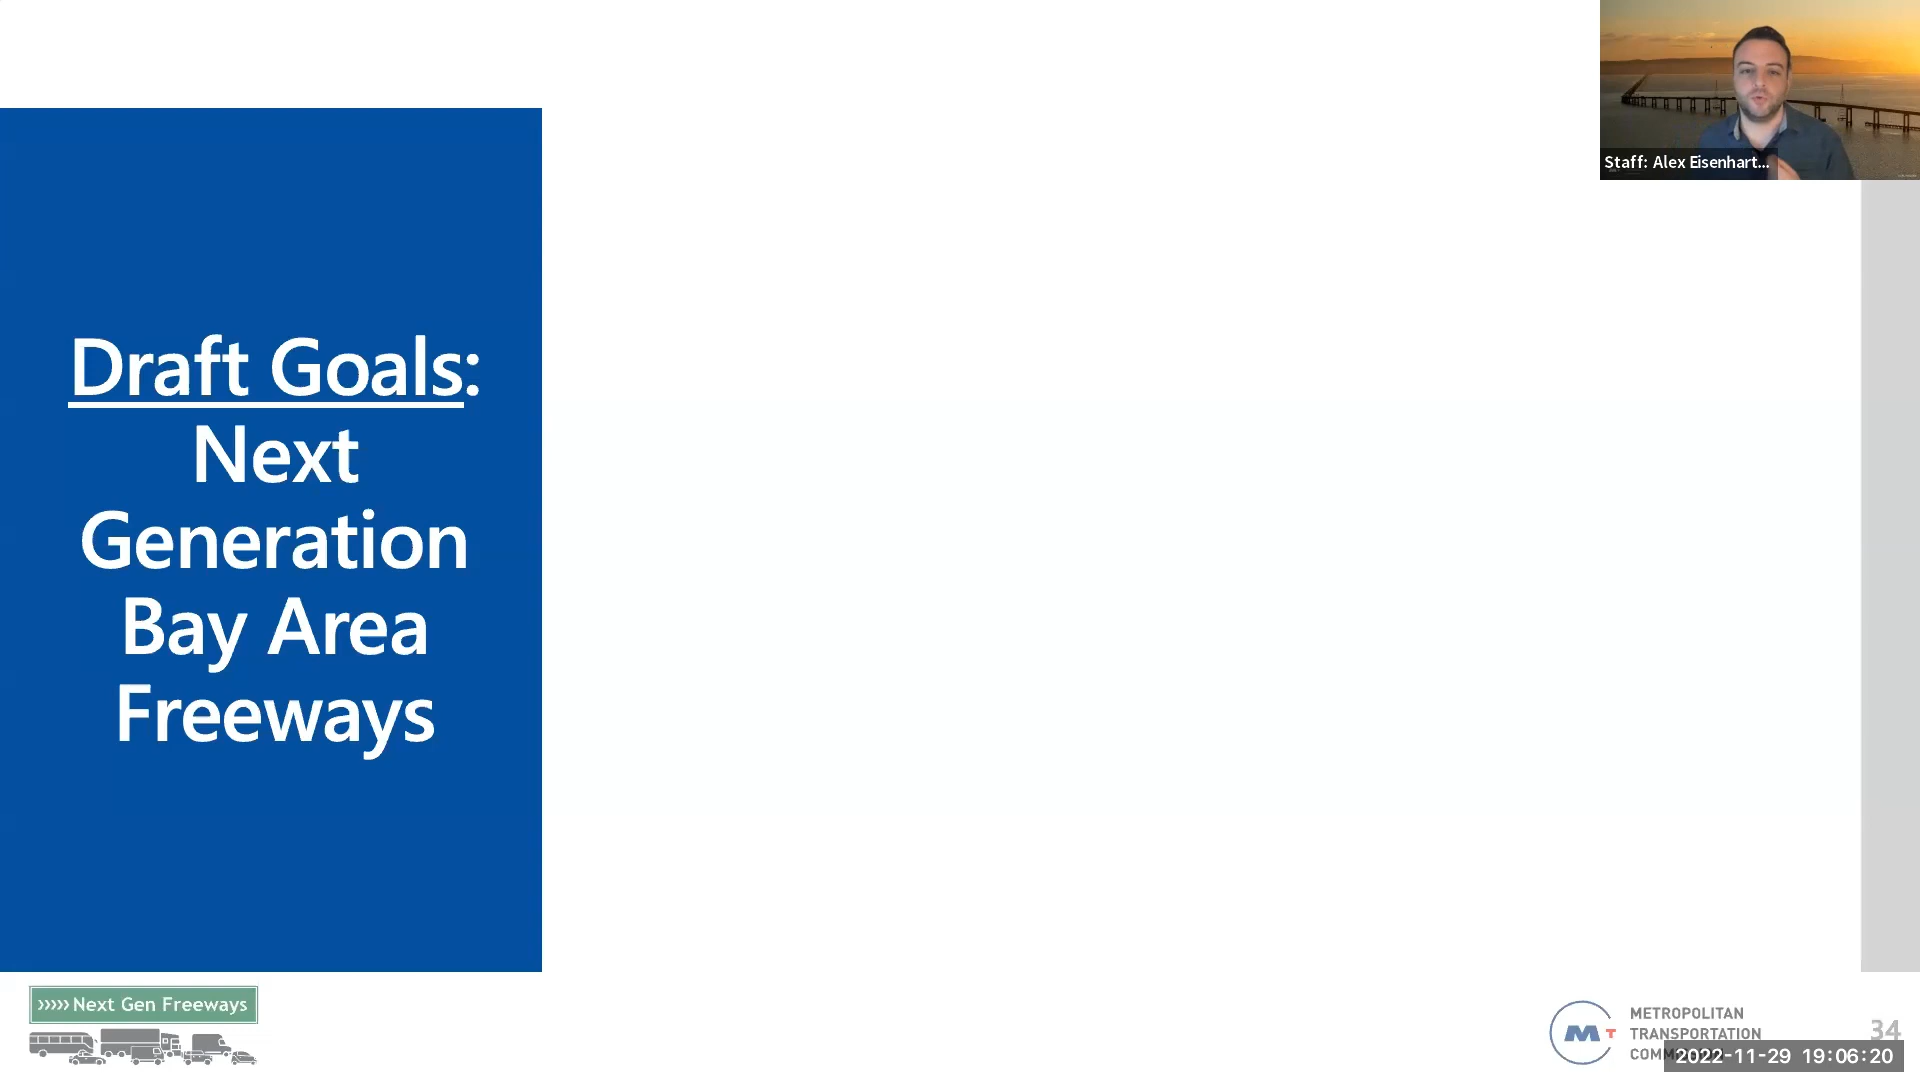 Staff: Alex Eisenhart...
Draft Goals:
Next
Generation
Bay Area
Freeways
>>>>> Next Gen Freeways
M T
METROPOLITAN
TRANSPORTATION
COMM
34
2022-11-29 19:06:20